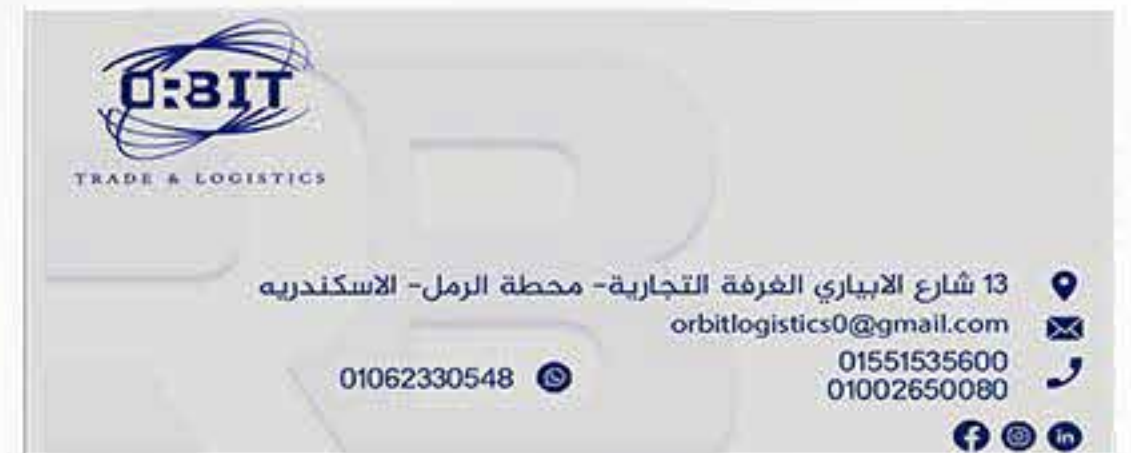 ORBIT
TRADE & LOGISTICS
13 شارع الابياري الغرفة التجارية- محطة الرمل- الاسكندريه
orbitlogistics0@gmail.com
01551535600
01002650080
01062330548